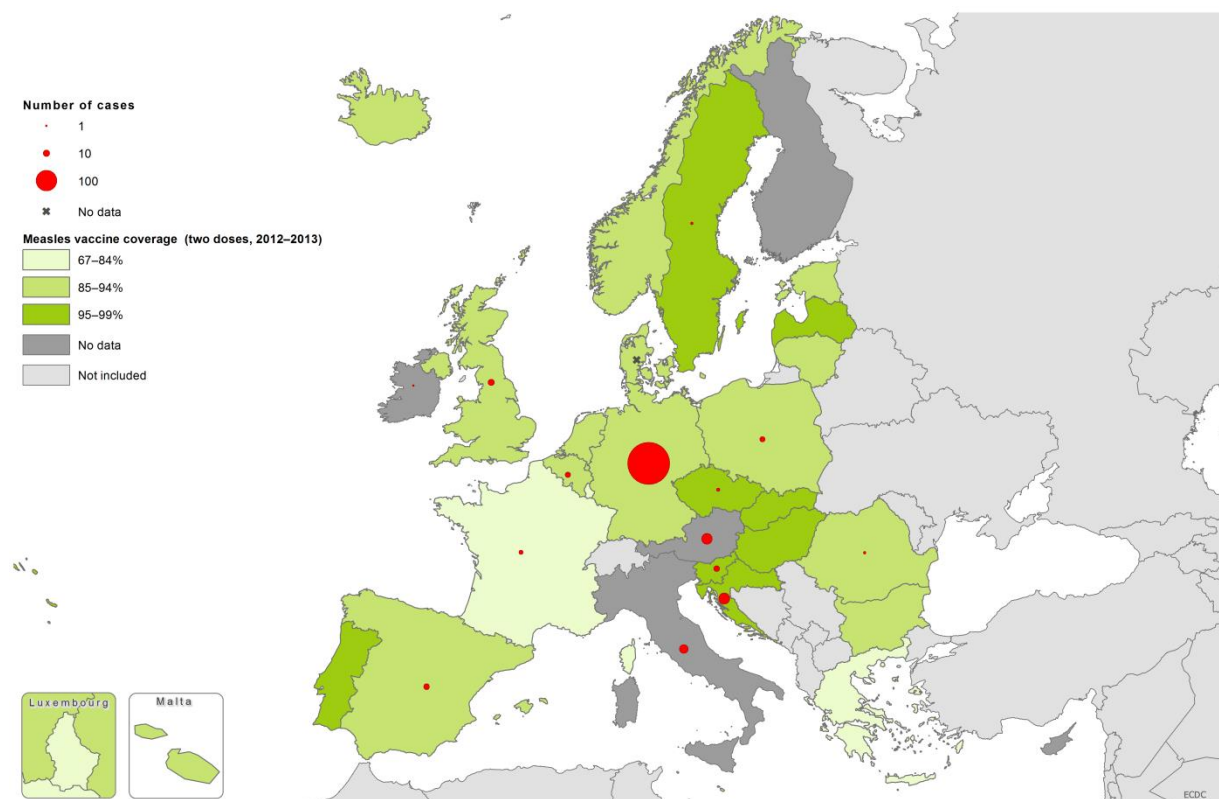 Number of cases
1
10
100
No data
Measles vaccine coverage (two doses, 2012–2013)
67–84%
85–94%
95–99%
No data
Not included
Luxembourg
Malta
ECDC